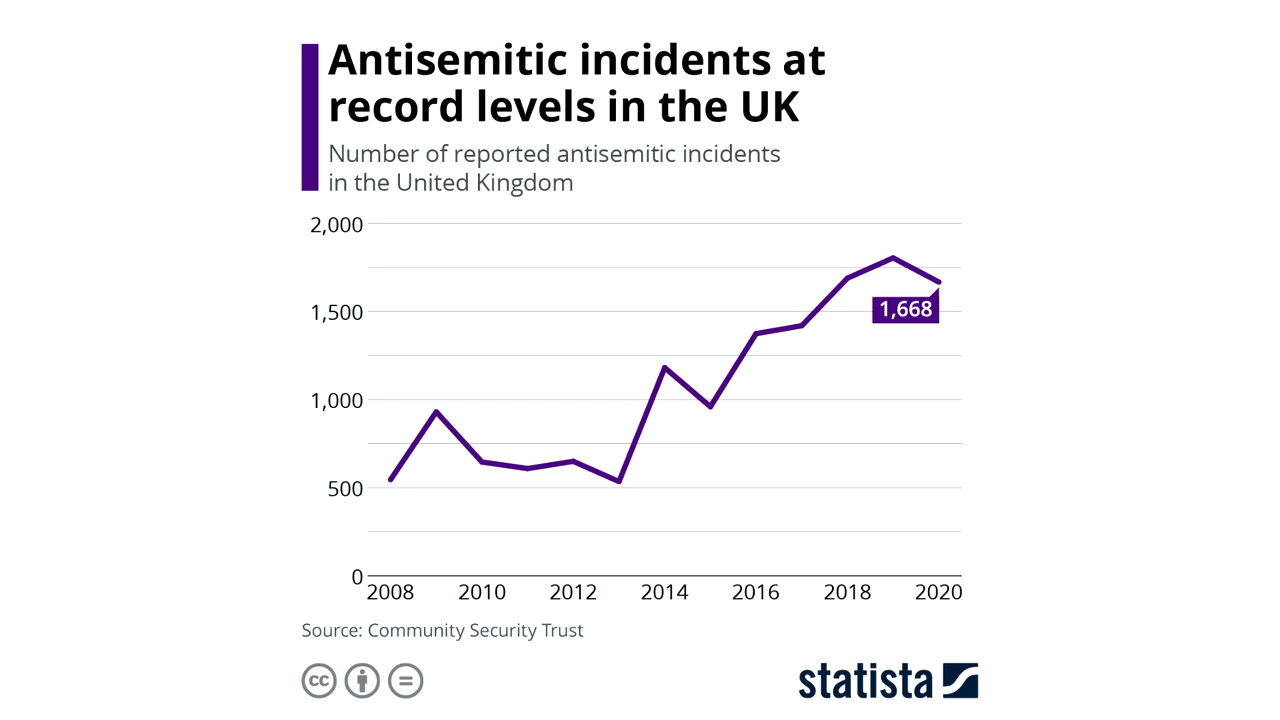 Antisemitic incidents at
record levels in the UK
Number of reported antisemitic incidents
in the United Kingdom
2,000
1,500
1,000
500
0
1,668
2008 2010 2012 2014 2016 2018 2020
Source: Community Security Trust
cc
statista